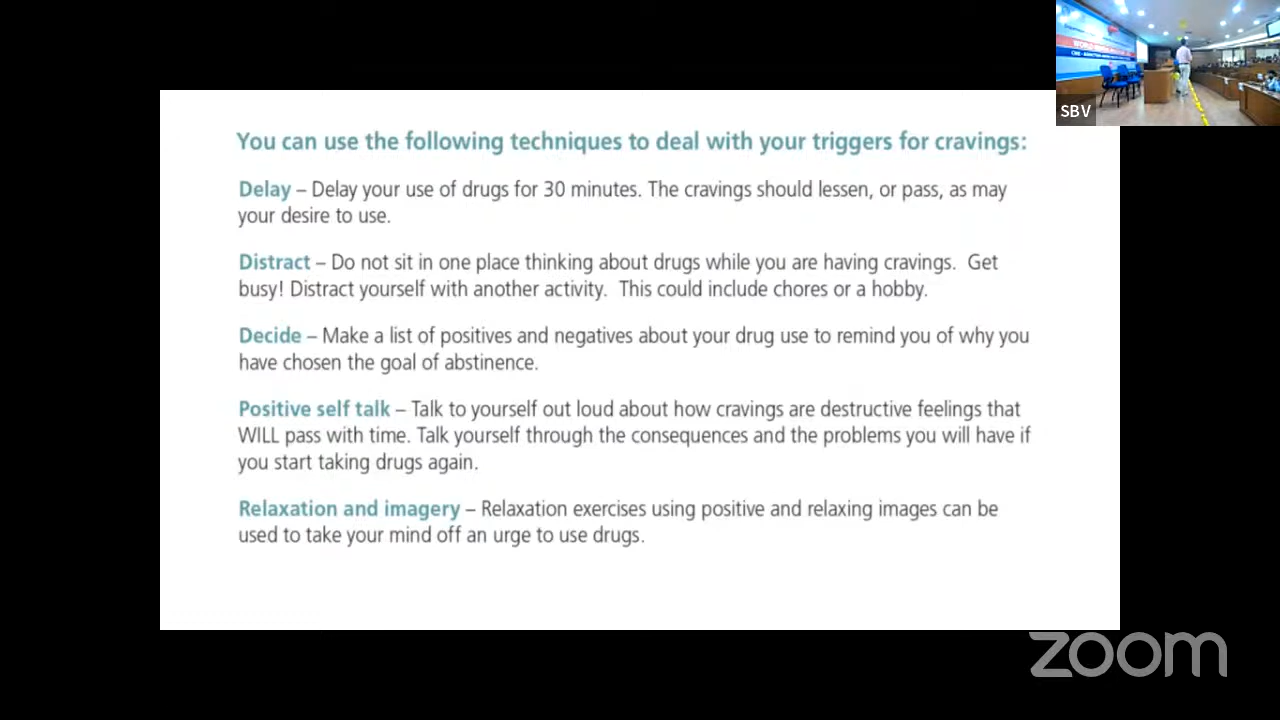 You can use the following techniques to deal with your triggers for cravings:
Delay – Delay your use of drugs for 30 minutes. The cravings should lessen, or pass, as may
your desire to use.
Distract – Do not sit in one place thinking about drugs while you are having cravings. Get
busy! Distract yourself with another activity. This could include chores or a hobby.
Decide – Make a list of positives and negatives about your drug use to remind you of why you
have chosen the goal of abstinence.
Positive self talk – Talk to yourself out loud about how cravings are destructive feelings that
WILL pass with time. Talk yourself through the consequences and the problems you will have if
you start taking drugs again.
Relaxation and imagery – Relaxation exercises using positive and relaxing images can be
used to take your mind off an urge to use drugs.
SBV
zoom